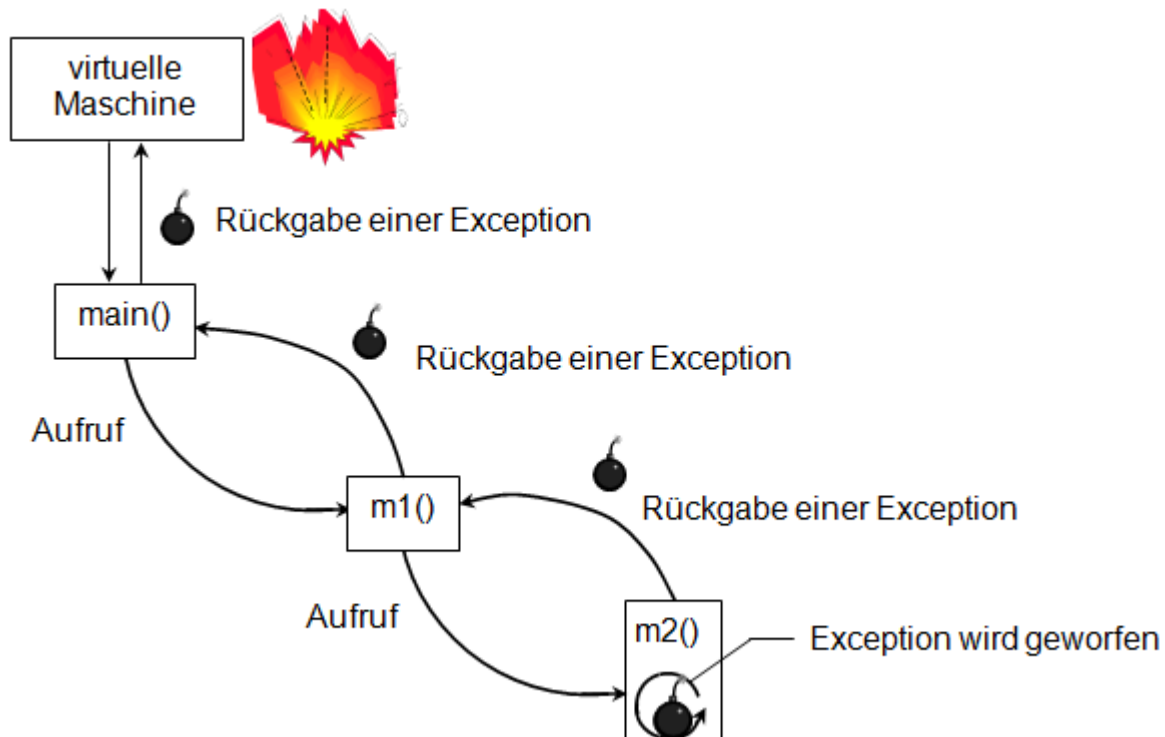 virtuelle
Maschine
Rückgabe einer Exception
main()
Rückgabe einer Exception
Aufruf
m1()
Rückgabe einer Exception
Aufruf
m2()
Exception wird geworfen